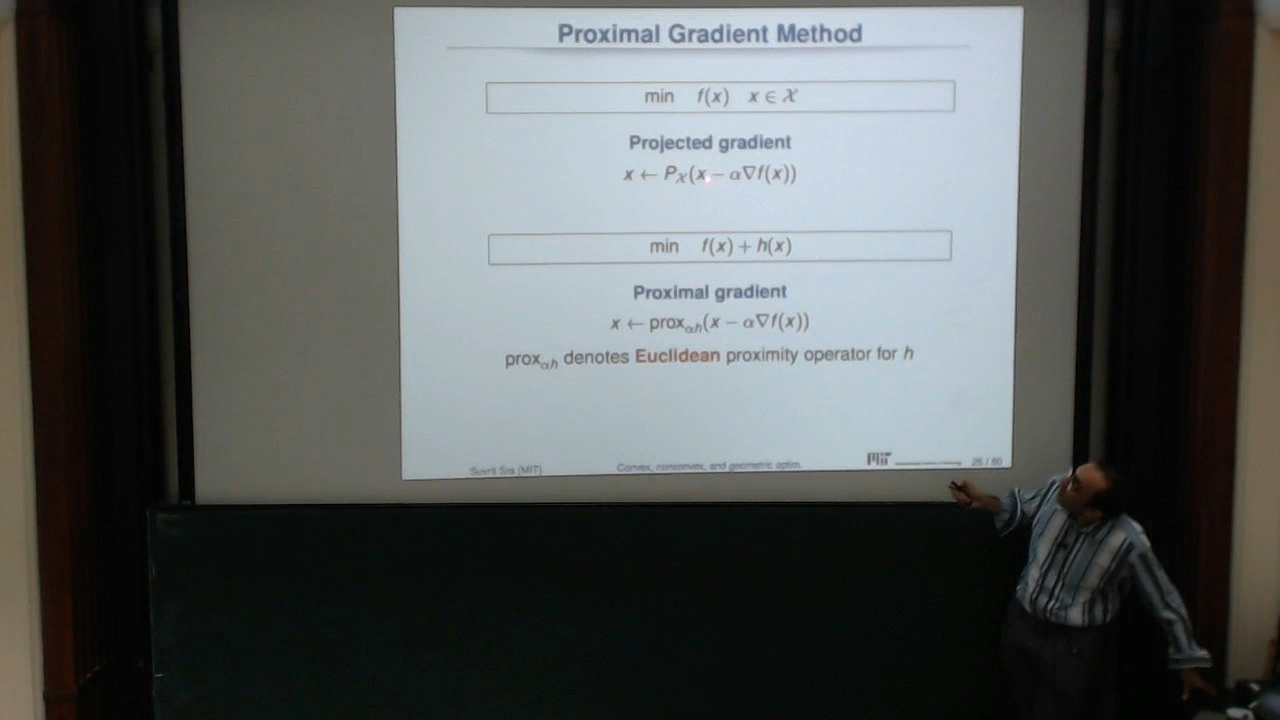 Proximal Gradient Method
min f(x) x ∈ 𝒳
Projected gradient
x ← P_𝒳(x − α∇f(x))
min f(x) + h(x)
Proximal gradient
x ← prox_αh(x − α∇f(x))
prox_αh denotes Euclidean proximity operator for h
Suvrit Sra (MIT) Convex, nonconvex, and geometric optim. MIT 26 / 60